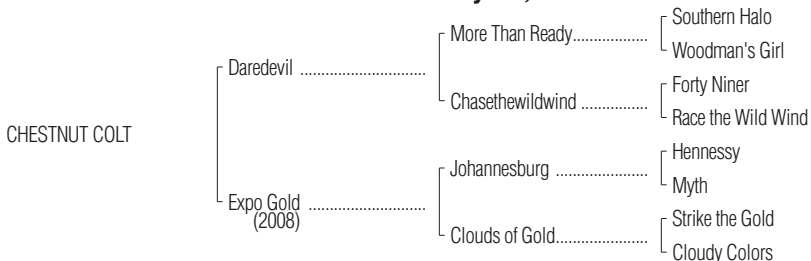 Southern Halo
More Than Ready.................
Woodman's Girl
Daredevil .............................
Forty Niner
Chasethewildwind ...............
Race the Wild Wind
CHESTNUT COLT
Hennessy
Johannesburg .....................
Myth
Expo Gold ...........................
(2008)
Strike the Gold
Clouds of Gold.....................
Cloudy Colors